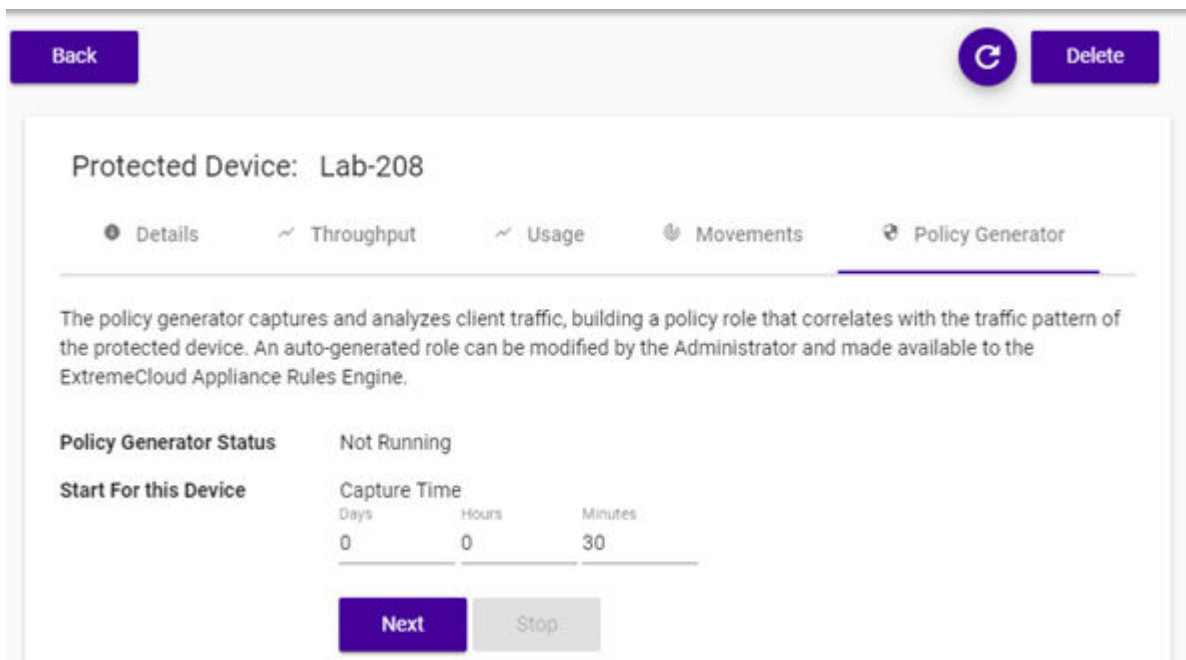 Back
Delete
Protected Device: Lab-208
Details Throughput Usage Movements Policy Generator
The policy generator captures and analyzes client traffic, building a policy role that correlates with the traffic pattern of
the protected device. An auto-generated role can be modified by the Administrator and made available to the
ExtremeCloud Appliance Rules Engine.
Policy Generator Status Not Running
Start For this Device Capture Time
Days Hours Minutes
0 0 30
Next Stop